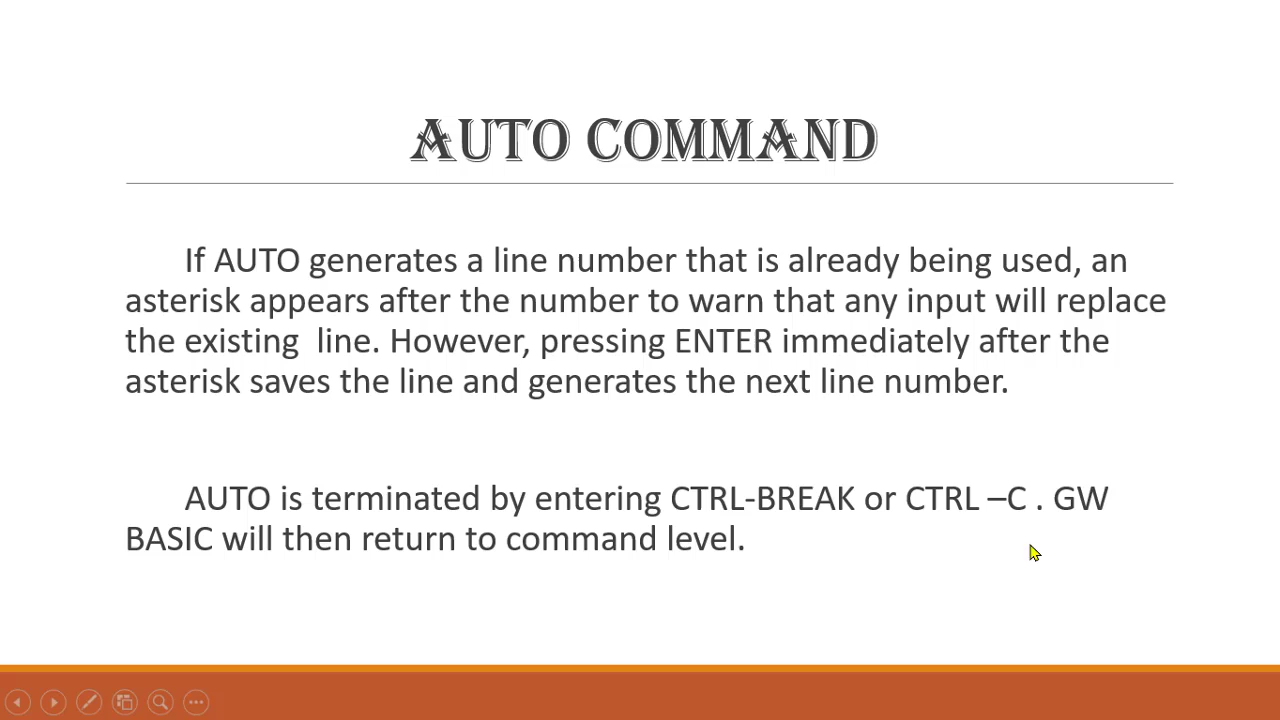 AUTO COMMAND
If AUTO generates a line number that is already being used, an
asterisk appears after the number to warn that any input will replace
the existing  line. However, pressing ENTER immediately after the
asterisk saves the line and generates the next line number.
AUTO is terminated by entering CTRL-BREAK or CTRL –C . GW
BASIC will then return to command level.